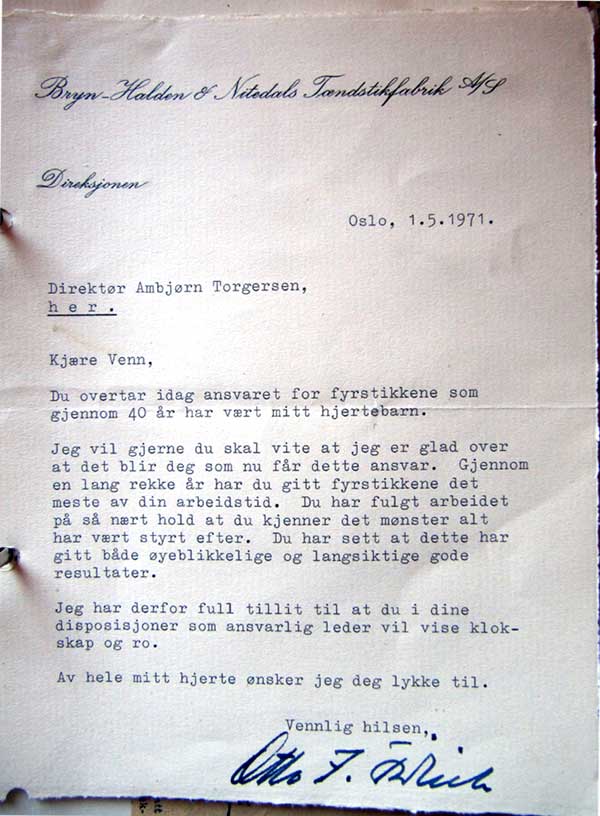 Bryn-Halden & Nitedals Tændstikfabrik A/S
Direksjonen
Oslo, 1.5.1971.
Direktør Ambjørn Torgersen,
h e r .
Kjære Venn,
Du overtar idag ansvaret for fyrstikkene som
gjennom 40 år har vært mitt hjertebarn.
Jeg vil gjerne du skal vite at jeg er glad over
at det blir deg som nu får dette ansvar.  Gjennom
en lang rekke år har du gitt fyrstikkene det
meste av din arbeidstid.  Du har fulgt arbeidet
på så nært hold at du kjenner det mønster alt
har vært styrt efter.  Du har sett at dette har
gitt både øyeblikkelige og langsiktige gode
resultater.
Jeg har derfor full tillit til at du i dine
disposisjoner som ansvarlig leder vil vise klok-
skap og ro.
Av hele mitt hjerte ønsker jeg deg lykke til.
Vennlig hilsen,
Otto F.